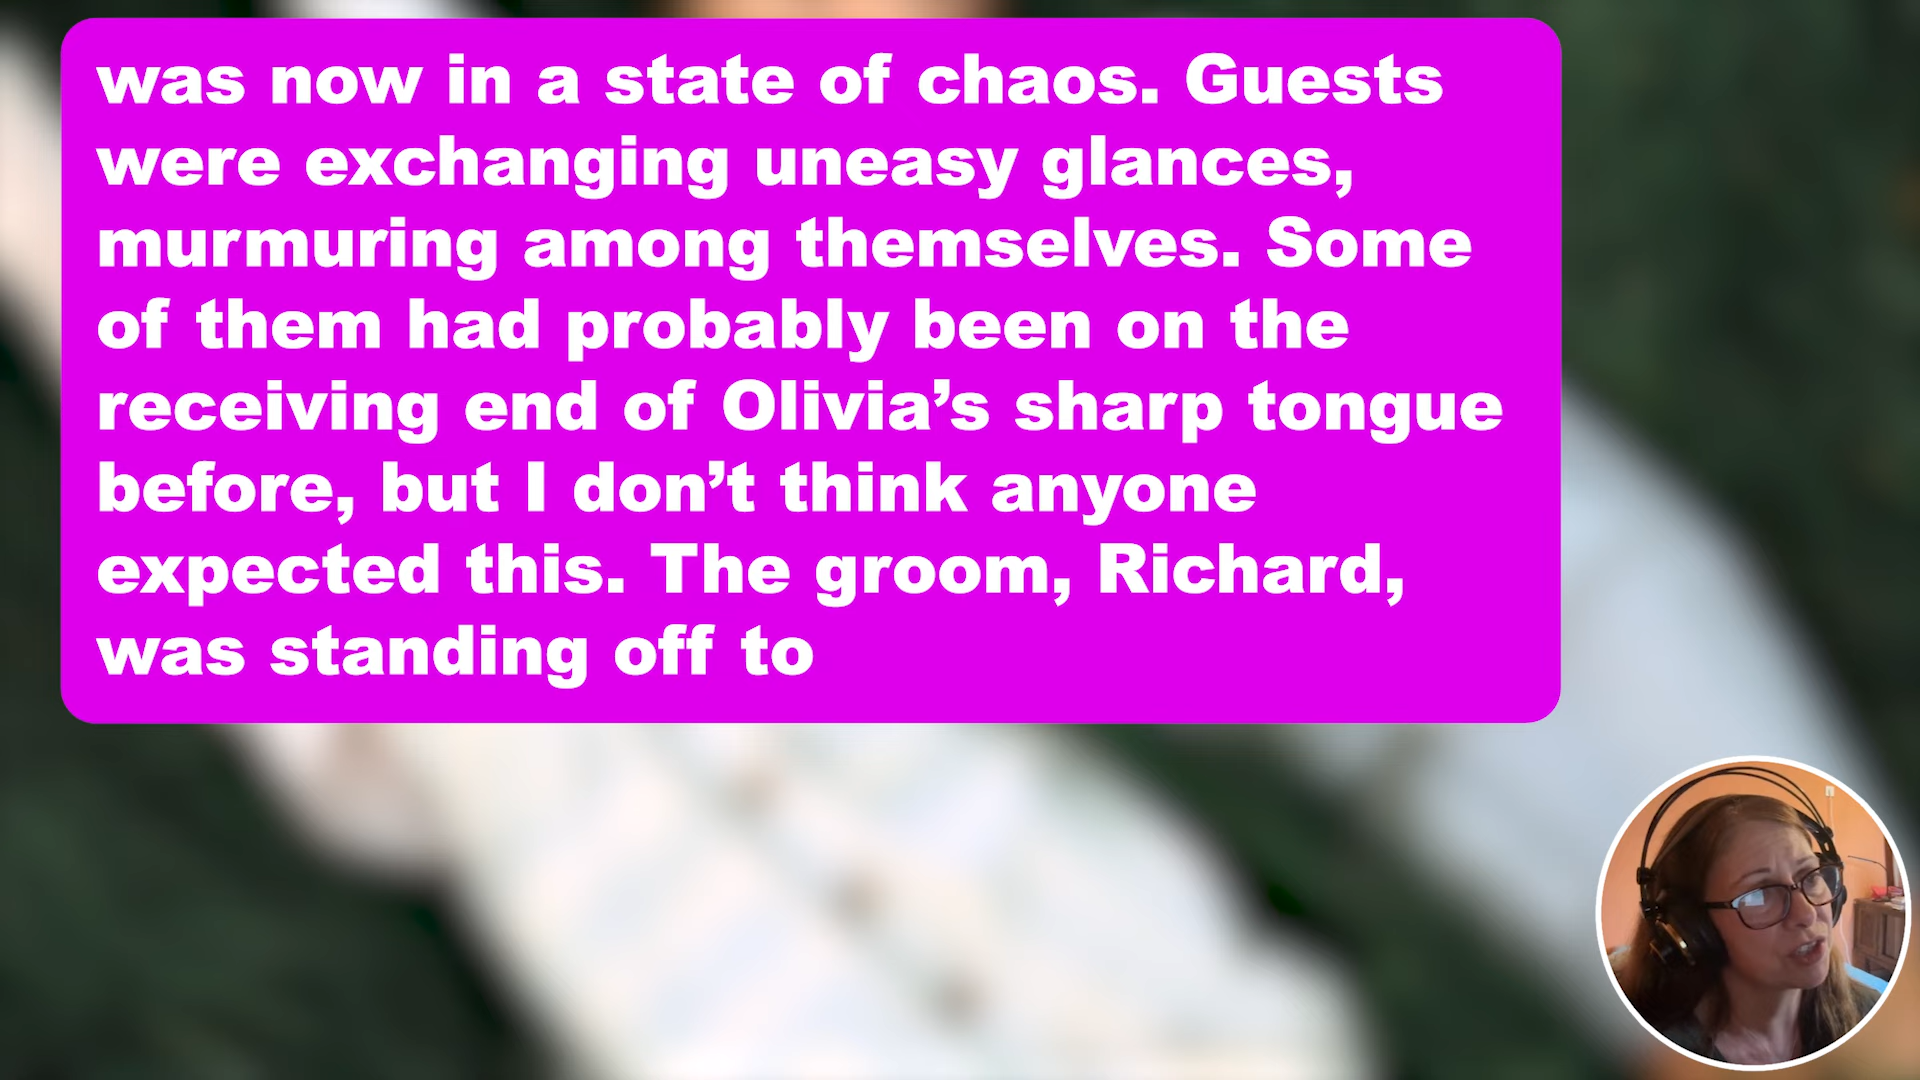 was now in a state of chaos. Guests
were exchanging uneasy glances,
murmuring among themselves. Some
of them had probably been on the
receiving end of Olivia’s sharp tongue
before, but I don’t think anyone
expected this. The groom, Richard,
was standing off to